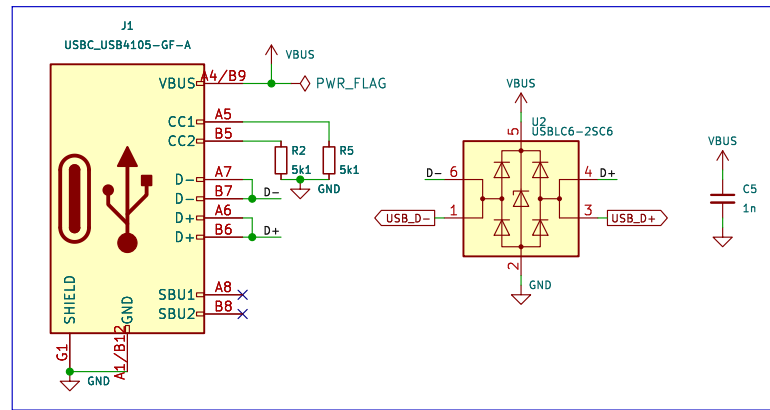 J1
USBC_USB4105-GF-A
VBUS
A4/B9
VBUS
PWR_FLAG
CC1
A5
CC2
B5
R2
5k1
R5
5k1
GND
D-
A7
D-
B7
D-
D+
A6
D+
B6
D+
SBU1
A8
SBU2
B8
SHIELD
GND
G1
A1/B12
GND
VBUS
U2
USBLC6-2SC6
5
D-
6
4
D+
USB_D-
1
3
USB_D+
2
GND
VBUS
C5
1n